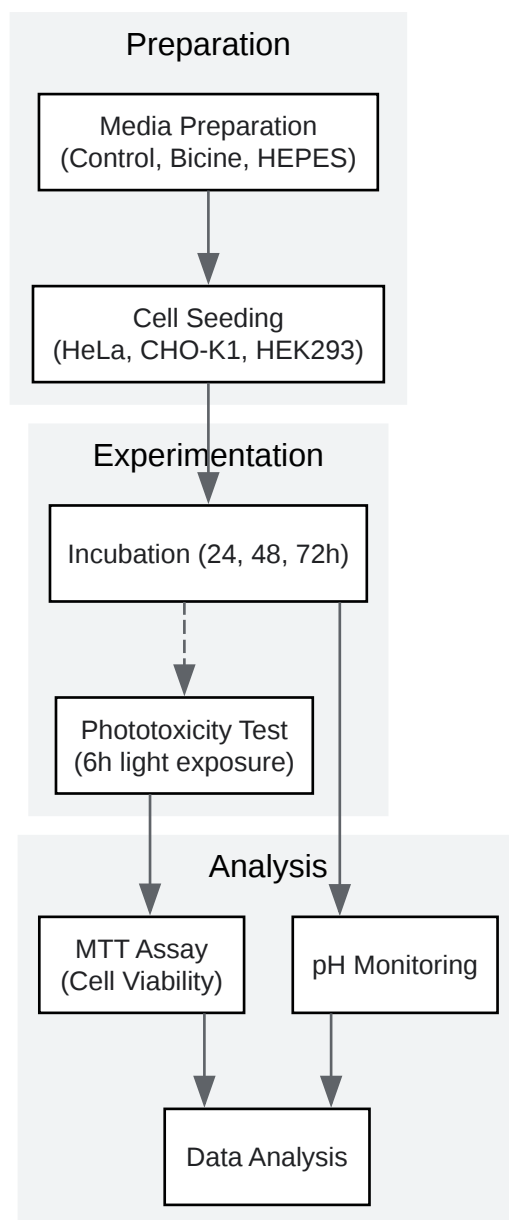 Preparation
Media Preparation
(Control, Bicine, HEPES)
Cell Seeding
(HeLa, CHO-K1, HEK293)
Experimentation
Incubation (24, 48, 72h)
Phototoxicity Test
(6h light exposure)
Analysis
MTT Assay
(Cell Viability)
pH Monitoring
Data Analysis